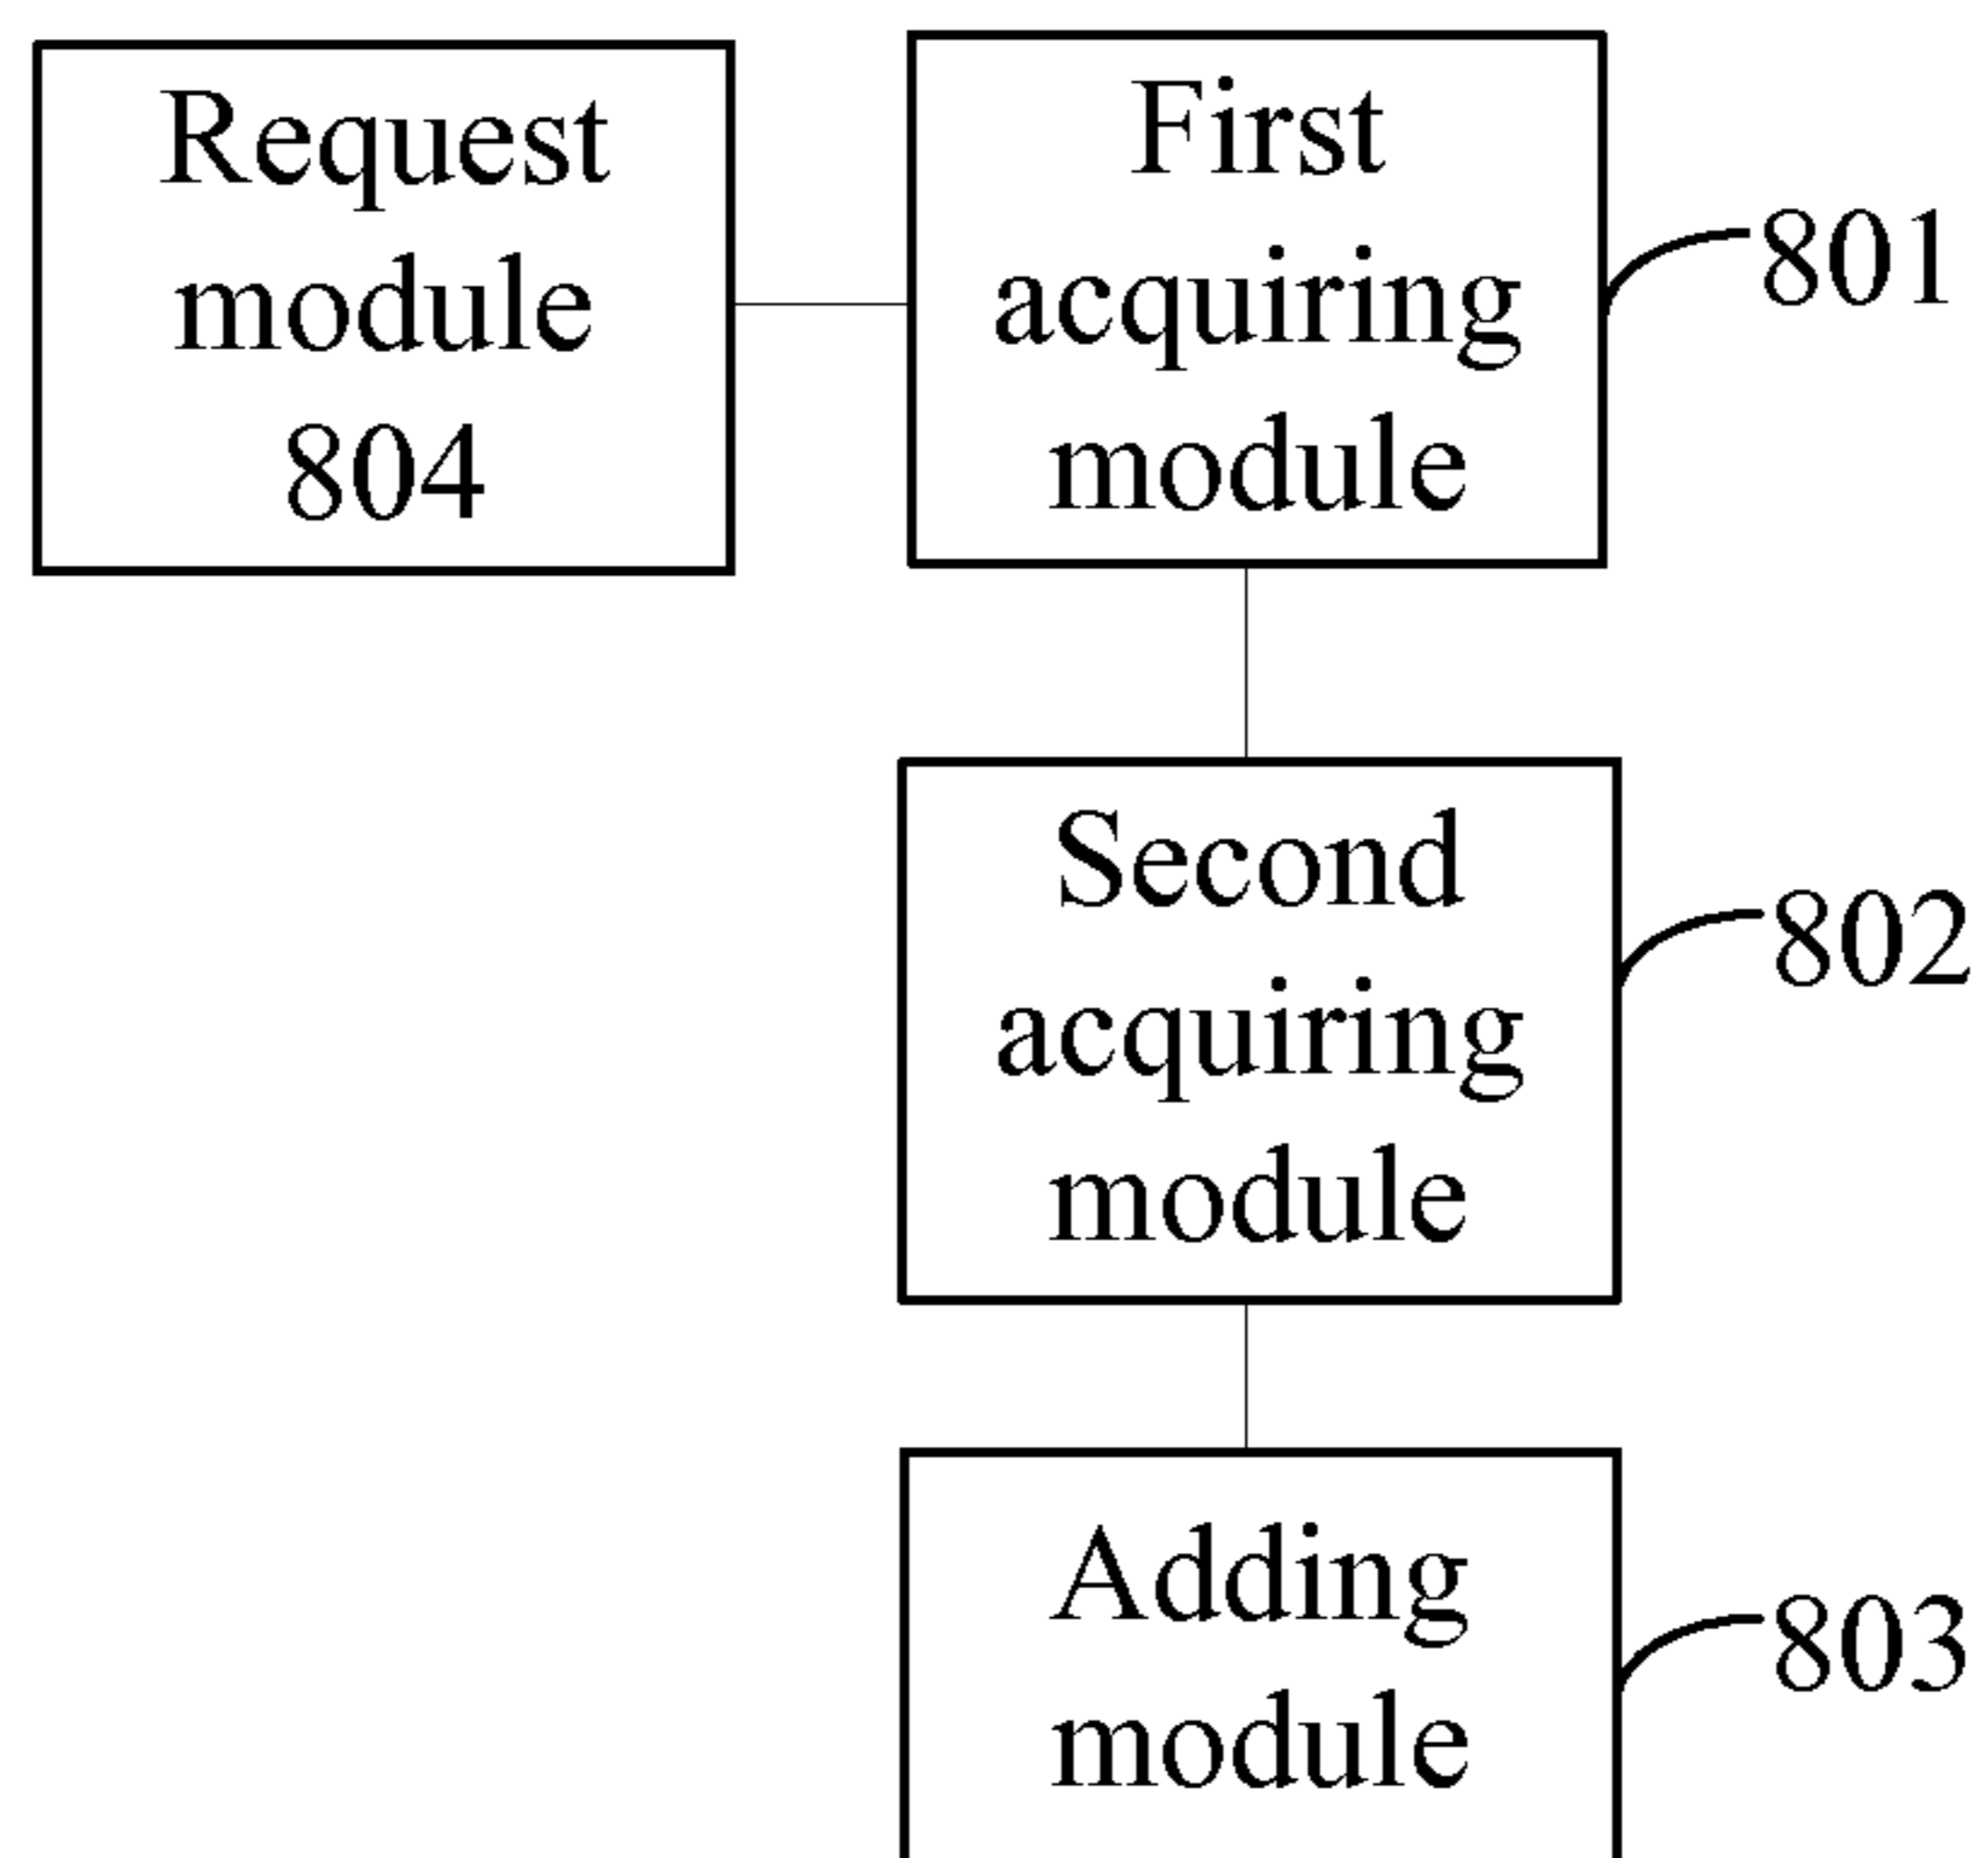 Request
module
804
First
acquiring
module
801
Second
acquiring
module
802
Adding
module
803